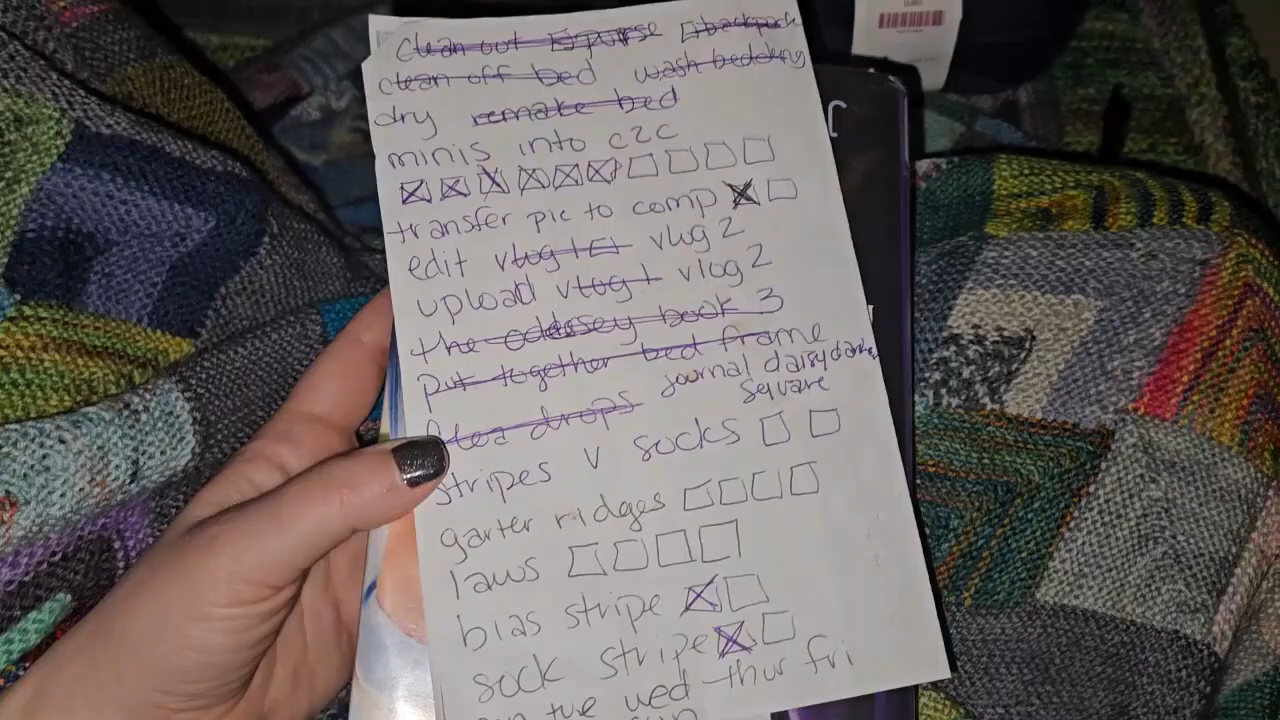 clean out purse backpack
clean off bed wash bedding
dry remake bed
minis into c2c
transfer pic to comp
edit vlog 1 vlog 2
upload vlog 1 vlog 2
the odessey book 3
put together bed frame
flea drops journal daisy
square
stripes v socks
garter ridges
laws
bias stripe
sock stripe
tue wed thur fri
sun